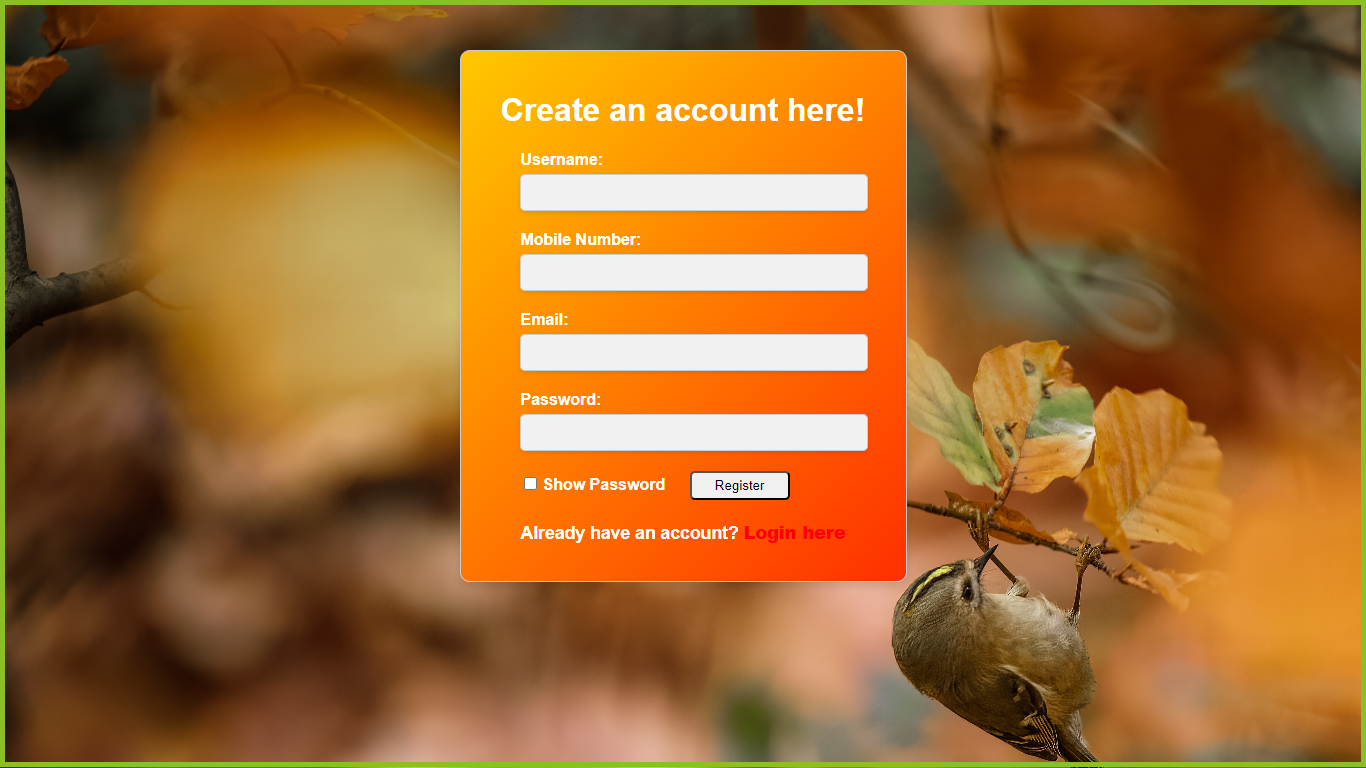 Create an account here!
Username:
Mobile Number:
Email:
Password:
Show Password Register
Already have an account? Login here